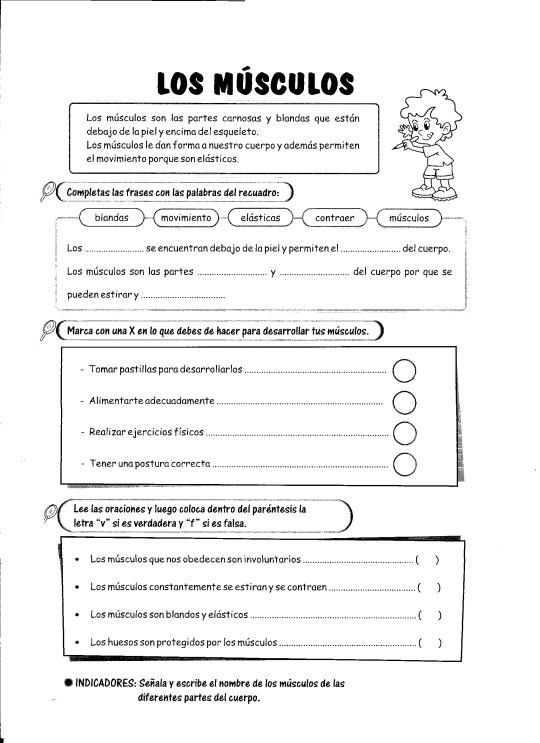 LOS MÚSCULOS
Los músculos son las partes carnosas y blandas que están
debajo de la piel y encima del esqueleto.
Los músculos le dan forma a nuestro cuerpo y además permiten
el movimiento porque son elásticos.
Completas las frases con las palabras del recuadro:
blandas movimiento elásticas contraer músculos
Los ........................ se encuentran debajo de la piel y permiten el ........................ del cuerpo.
Los músculos son las partes ............................ y ............................ del cuerpo por que se
pueden estirar y ..................................
Marca con una X en lo que debes de hacer para desarrollar tus músculos.
- Tomar pastillas para desarrollarlos ........................................................
- Alimentarte adecuadamente ..................................................................
- Realizar ejercicios físicos ........................................................................
- Tener una postura correcta ......................................................................
Lee las oraciones y luego coloca dentro del paréntesis la
letra "v" si es verdadera y "f" si es falsa.
• Los músculos que nos obedecen son involuntarios ............................................ ( )
• Los músculos constantemente se estiran y se contraen .................................. ( )
• Los músculos son blandos y elásticos .................................................................. ( )
• Los huesos son protegidos por los músculos ...................................................... ( )
● INDICADORES: Señala y escribe el nombre de los músculos de las
diferentes partes del cuerpo.